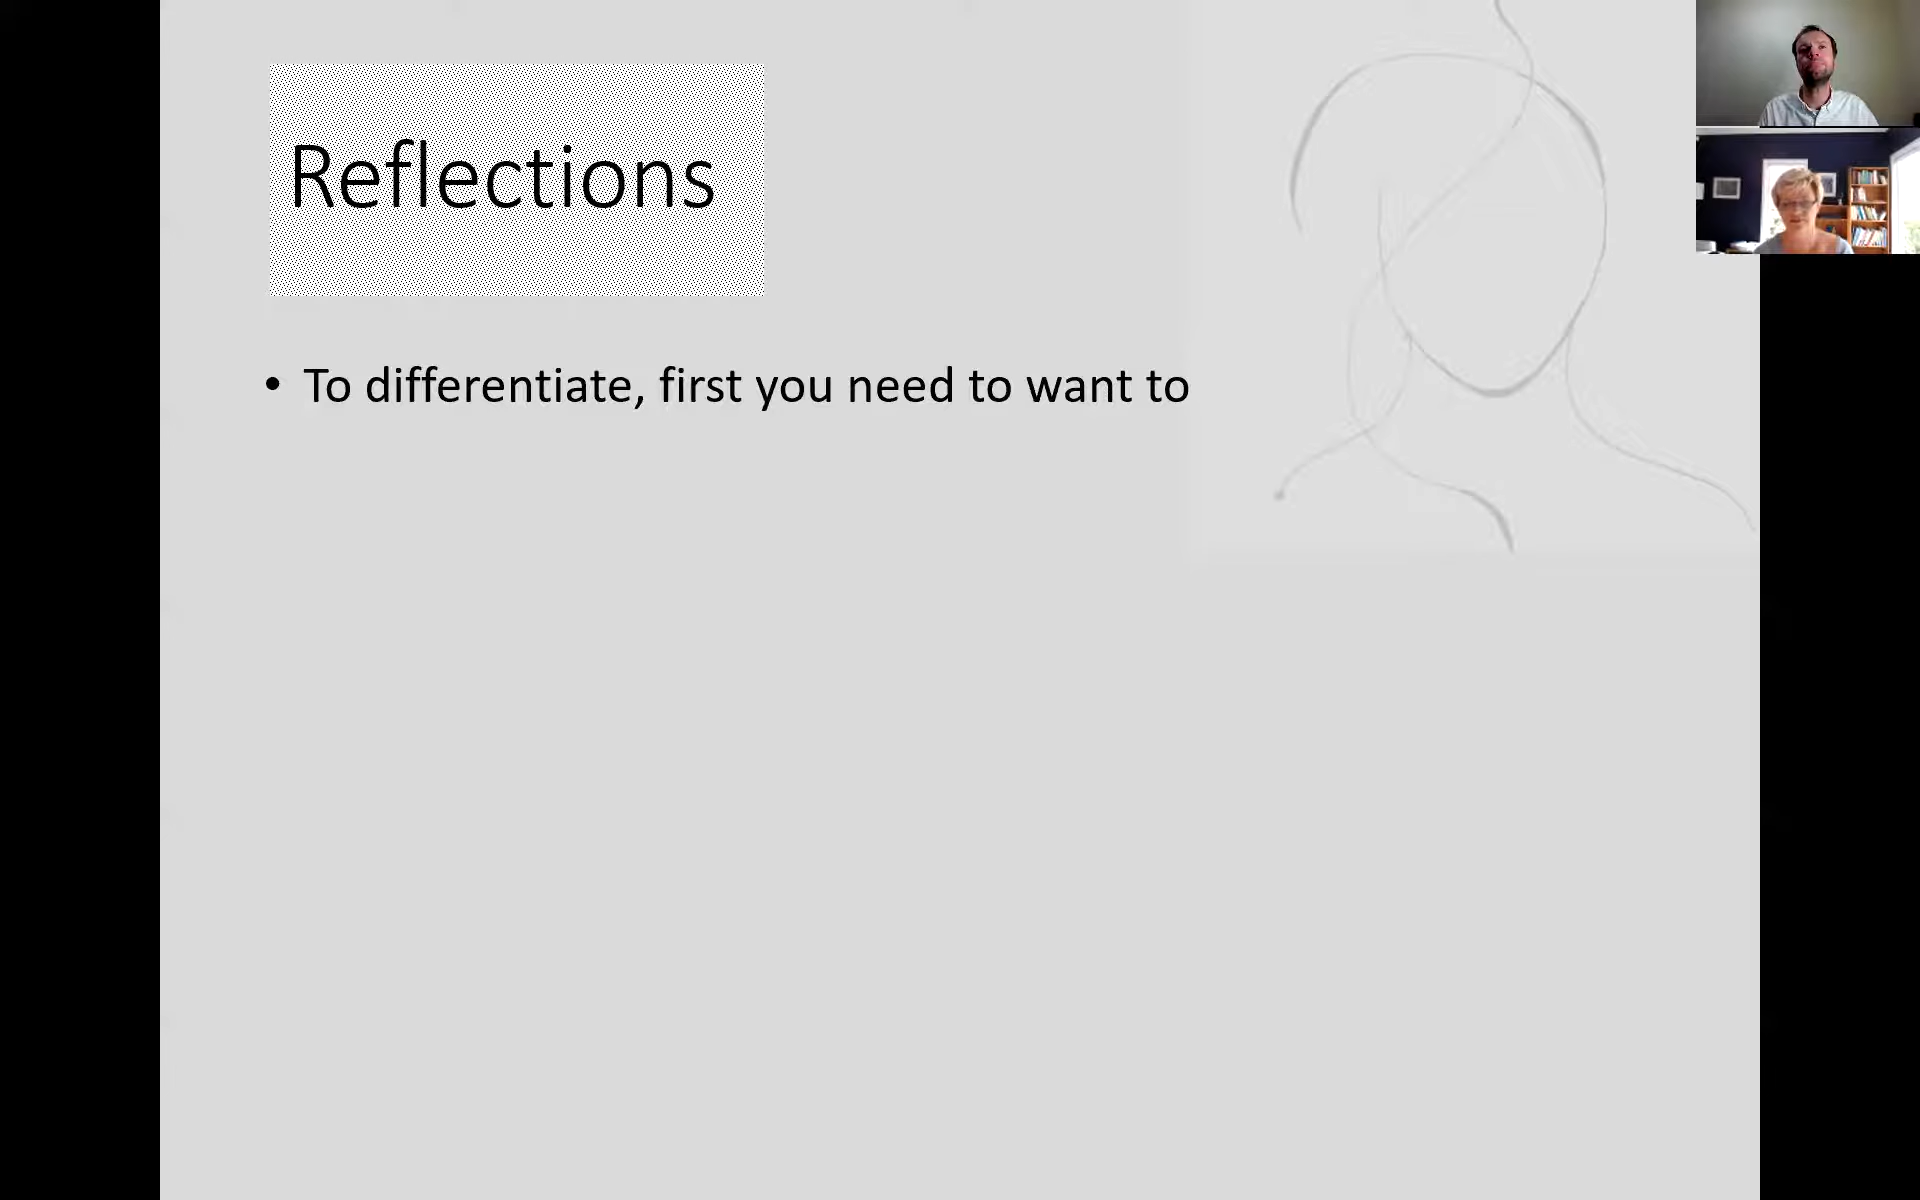 Reflections
• To differentiate, first you need to want to